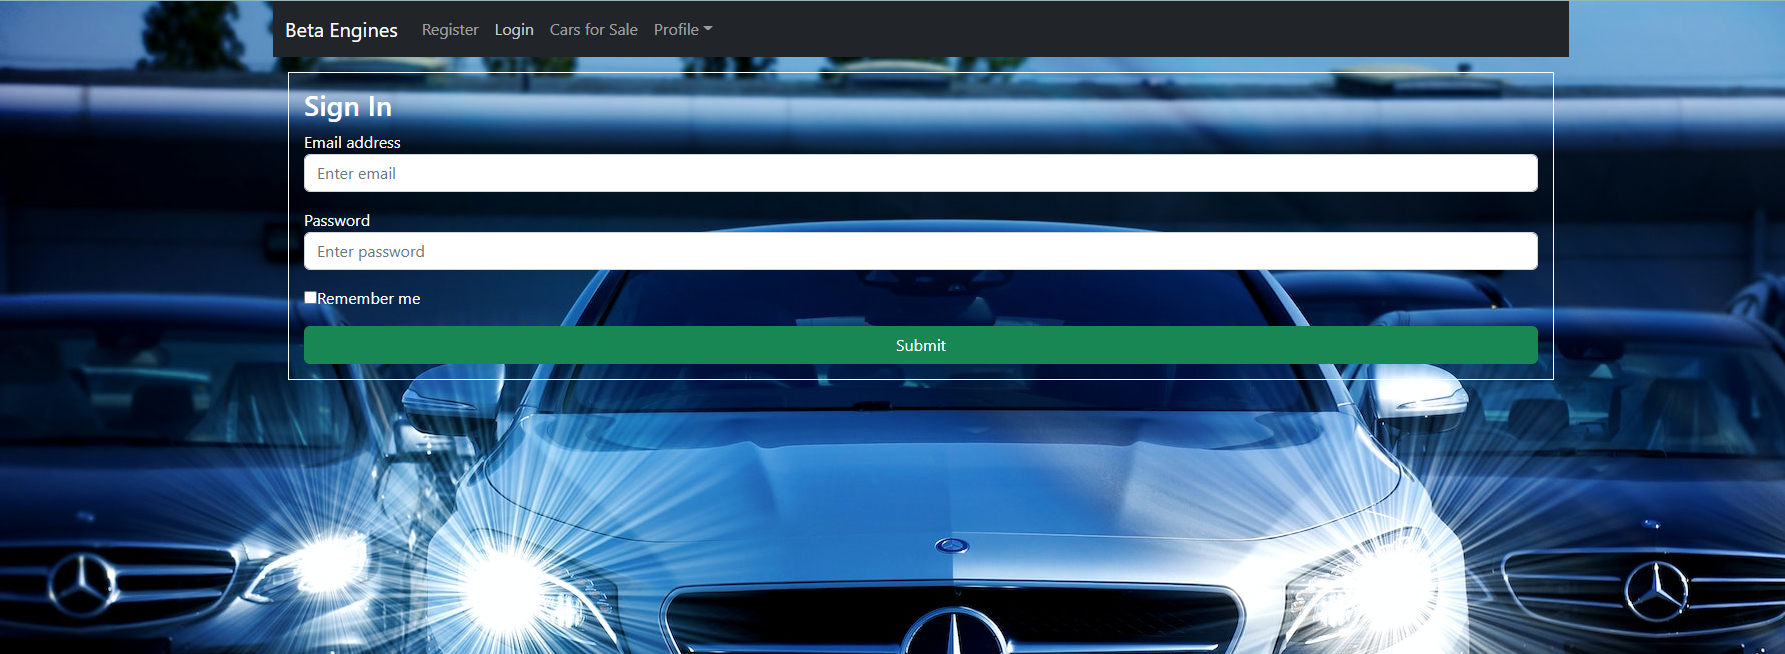 Beta Engines Register Login Cars for Sale Profile
Sign In
Email address
Enter email
Password
Enter password
Remember me
Submit